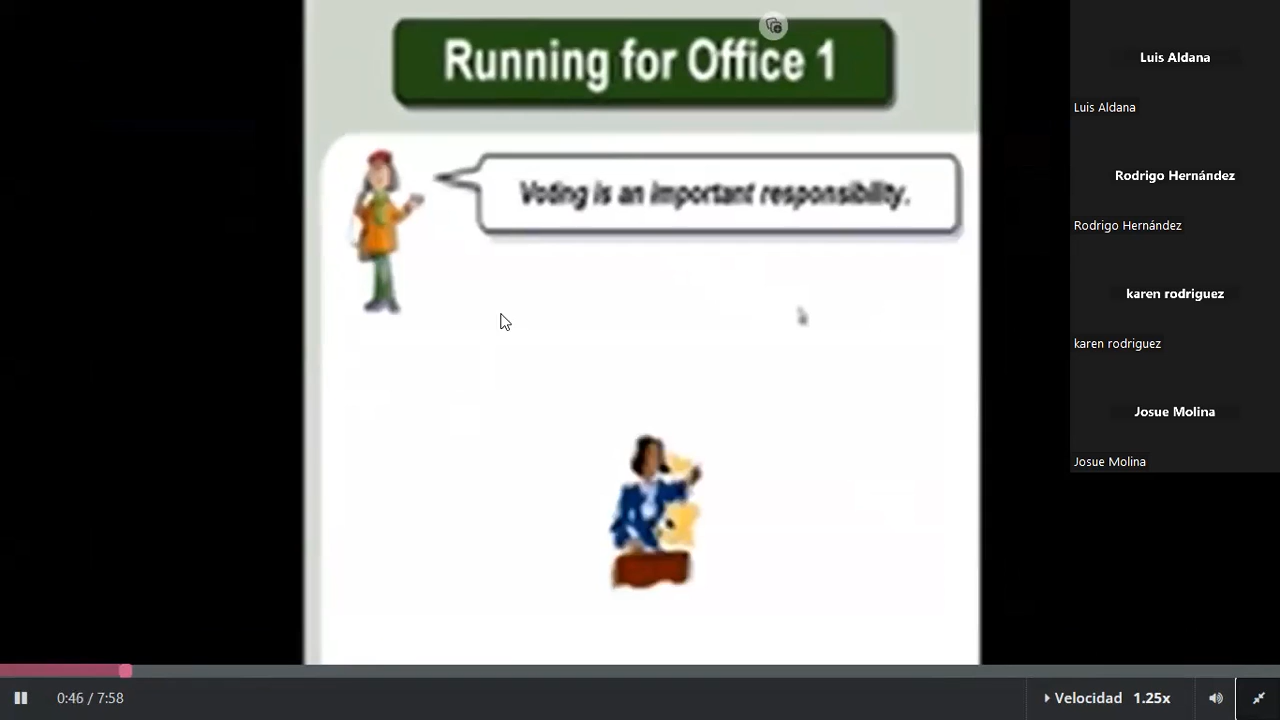 Running for Office 1
Voting is an important responsibility.
Luis Aldana
Luis Aldana
Rodrigo Hernández
Rodrigo Hernández
karen rodriguez
karen rodriguez
Josue Molina
Josue Molina
0:46 / 7:58
Velocidad 1.25x